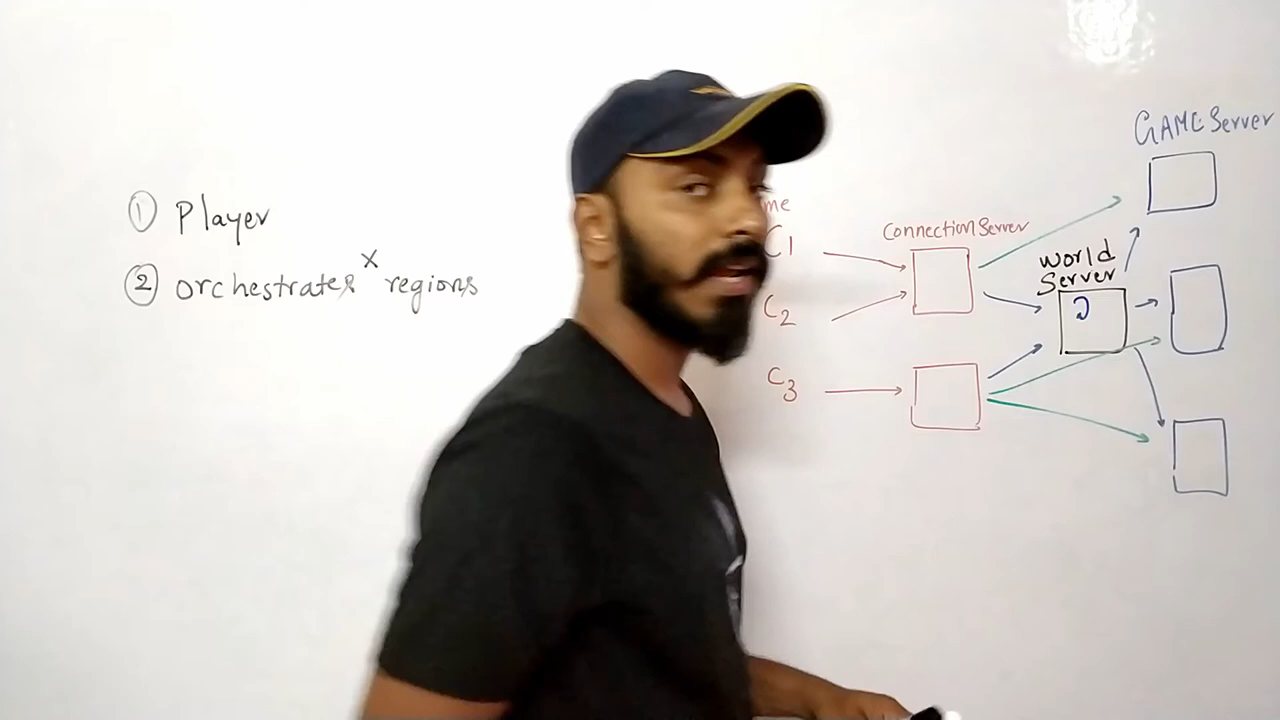 ① Player
② orchestrates x regions
me
C1
C2
C3
Connection Server
World
Server
GAME Server